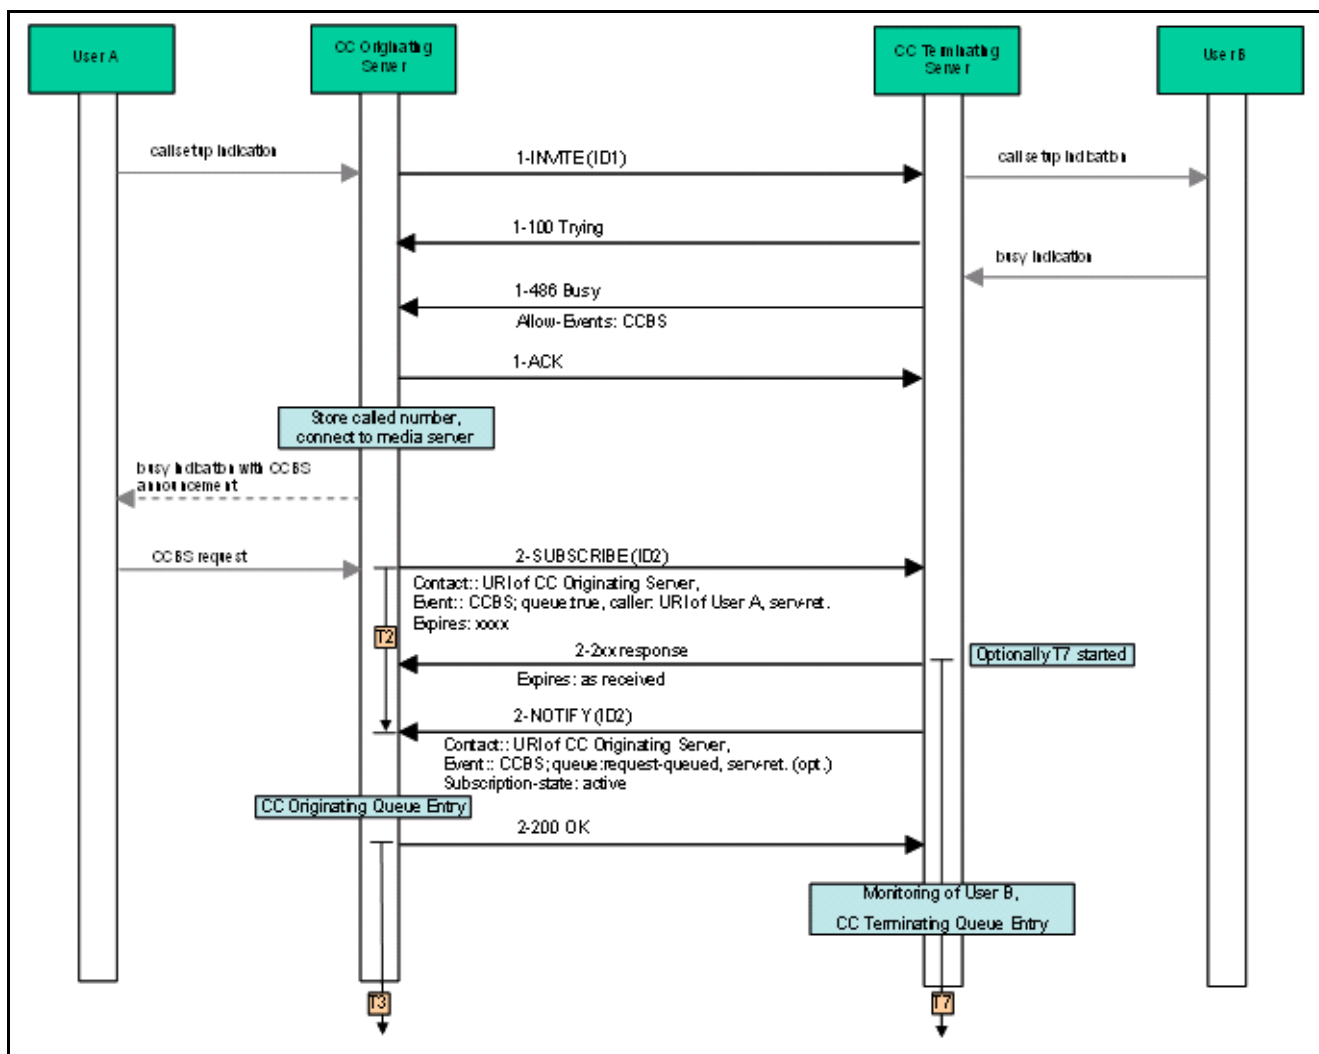 User A
CC Originating
Server
CC Terminating
Server
User B
call setup indication
1-INVITE (ID1)
call setup indication
1-100 Trying
busy indication
1-486 Busy
Allow-Events: CCBS
1-ACK
Store called number,
connect to media server
busy indication with CCBS
announcement
CCBS request
2-SUBSCRIBE (ID2)
Contact:: URI of CC Originating Server,
Event:: CCBS; queue:true, caller: URI of User A, serv-ret.
Expires: xxxx
T2
2-2xx response
Optionally T7 started
Expires: as received
2-NOTIFY (ID2)
Contact:: URI of CC Originating Server,
Event:: CCBS; queue:request-queued, serv-ret. (opt.)
Subscription-state: active
CC Originating Queue Entry
2-200 OK
Monitoring of User B,
CC Terminating Queue Entry
T3
T7